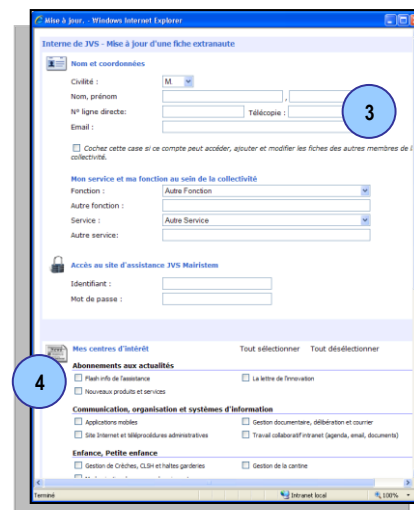 Mise à jour. - Windows Internet Explorer
Interne de JVS - Mise à jour d'une fiche extranaute
Nom et coordonnées
Civilité : M.
Nom, prénom ,
N° ligne directe: Télécopie :
3
Email :
Cochez cette case si ce compte peut accéder, ajouter et modifier les fiches des autres membres de
collectivité.
Mon service et ma fonction au sein de la collectivité
Fonction : Autre Fonction
Autre fonction :
Service : Autre Service
Autre service:
Accès au site d'assistance JVS Mairistem
Identifiant :
Mot de passe :
Mes centres d'intérêt Tout sélectionner Tout désélectionner
4
Abonnements aux actualités
Flash info de l'assistance La lettre de l'innovation
Nouveaux produits et services
Communication, organisation et systèmes d'information
Applications mobiles Gestion documentaire, délibération et courrier
Site Internet et téléprocédures administratives Travail collaboratif intranet (agenda, email, documents)
Enfance, Petite enfance
Gestion de Crèches, CLSH et haltes garderies Gestion de la cantine
Terminé Intranet local 100%